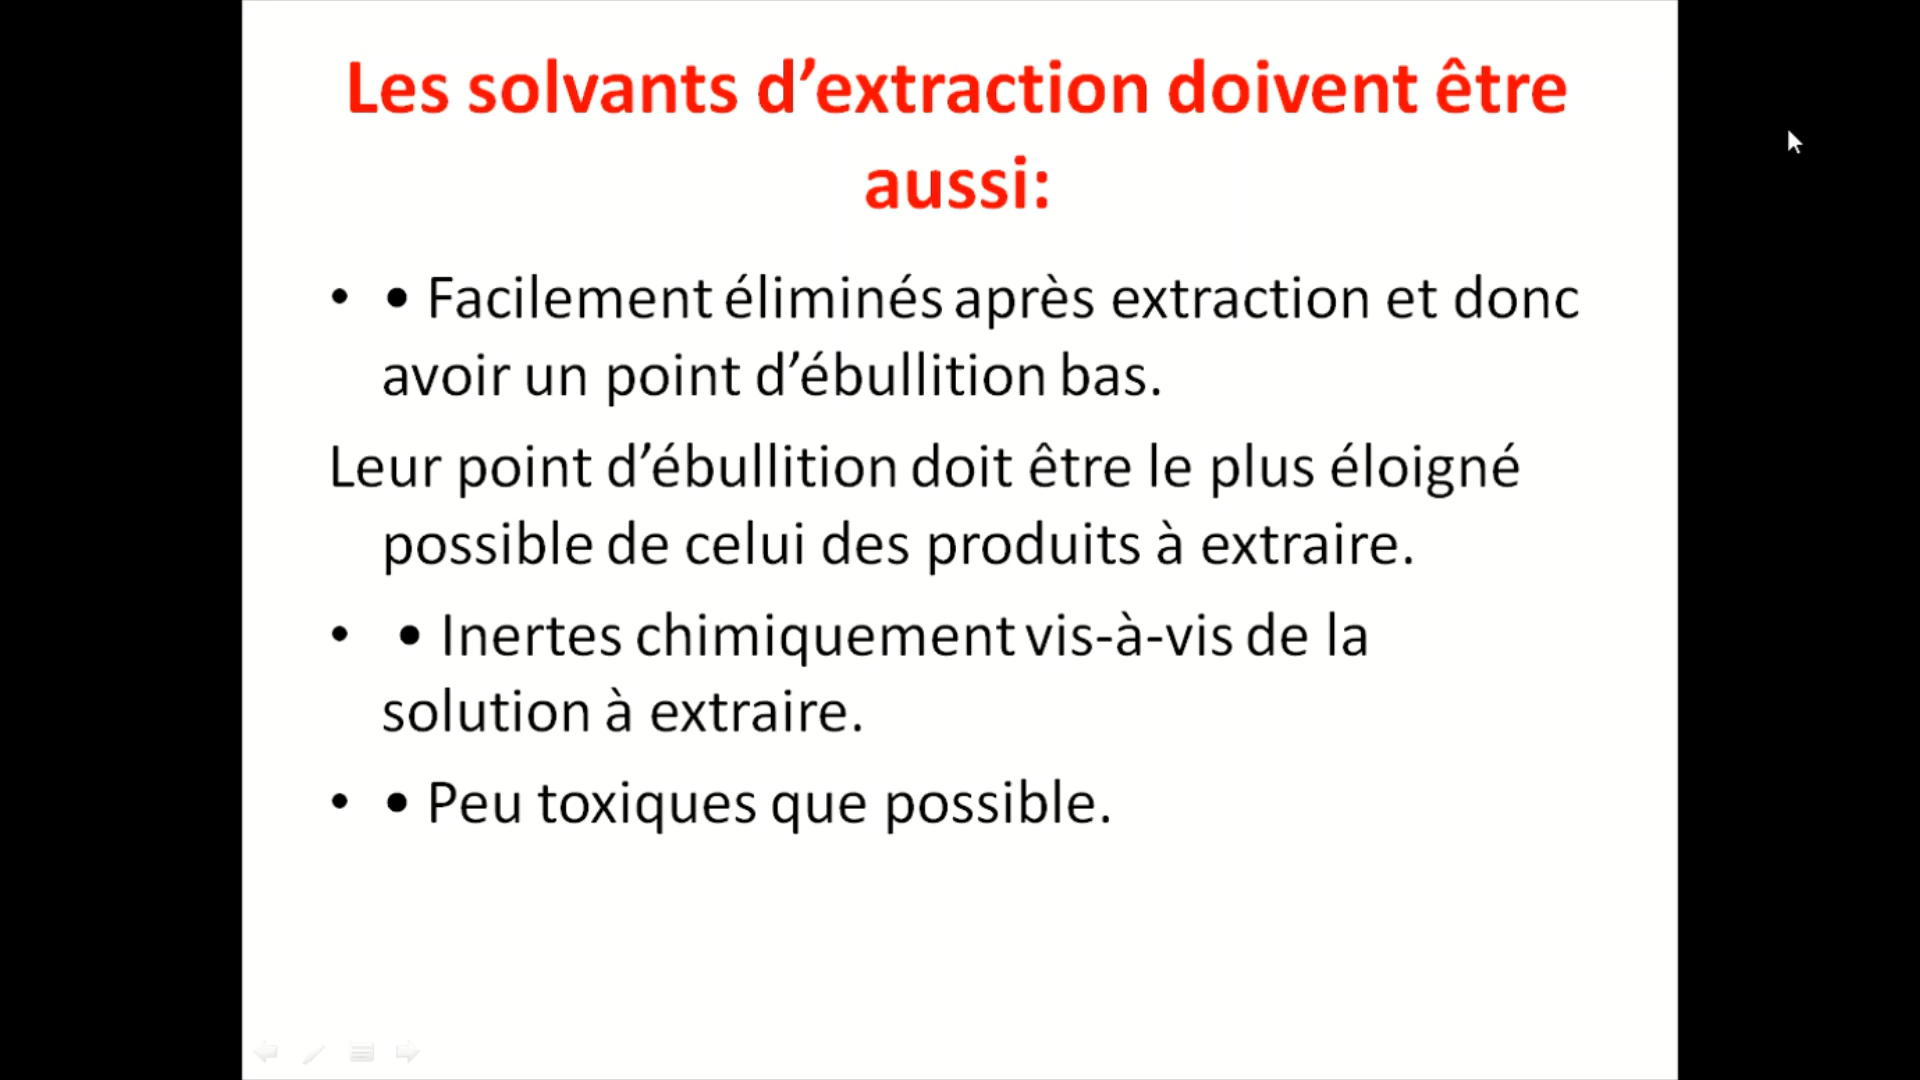 Les solvants d’extraction doivent être
aussi:
• • Facilement éliminés après extraction et donc
avoir un point d’ébullition bas.
Leur point d’ébullition doit être le plus éloigné
possible de celui des produits à extraire.
• • Inertes chimiquement vis-à-vis de la
solution à extraire.
• • Peu toxiques que possible.